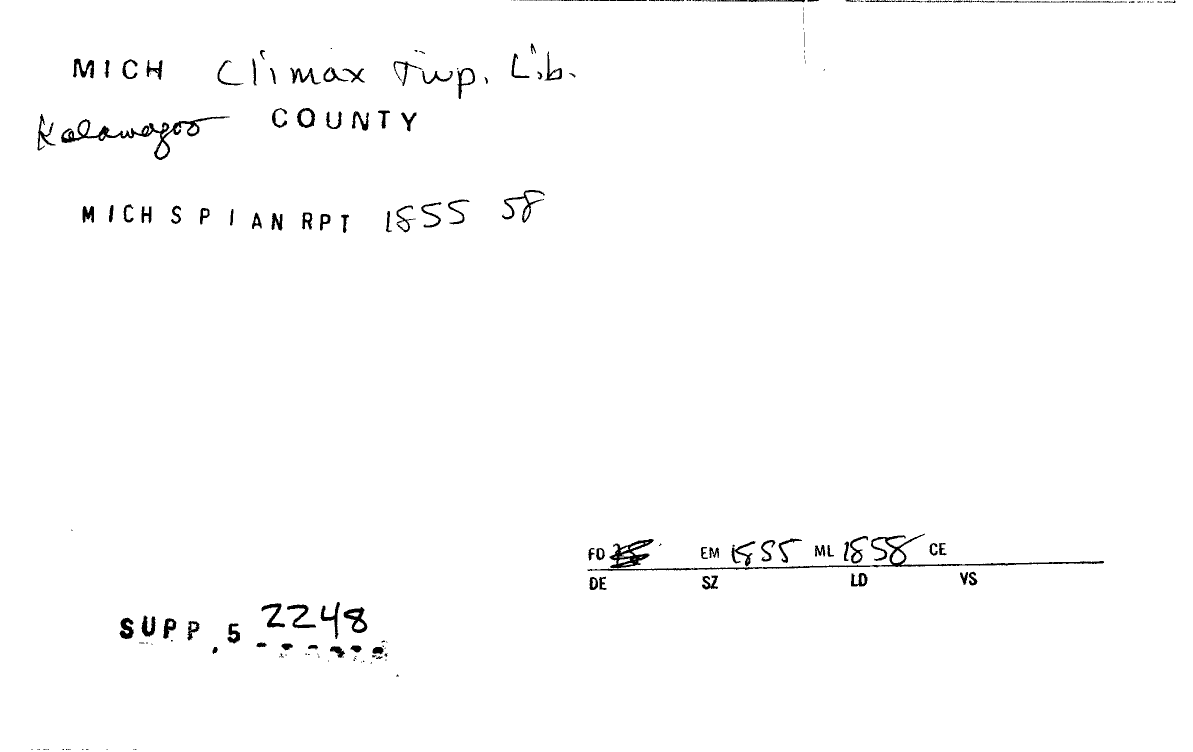 MICH Climax Twp. Lib.
Kalamazoo COUNTY
MICH S P I AN RPT 1855 58
FD EM 1855 ML 1858 CE
DE SZ LD VS
SUPP. 5 2248